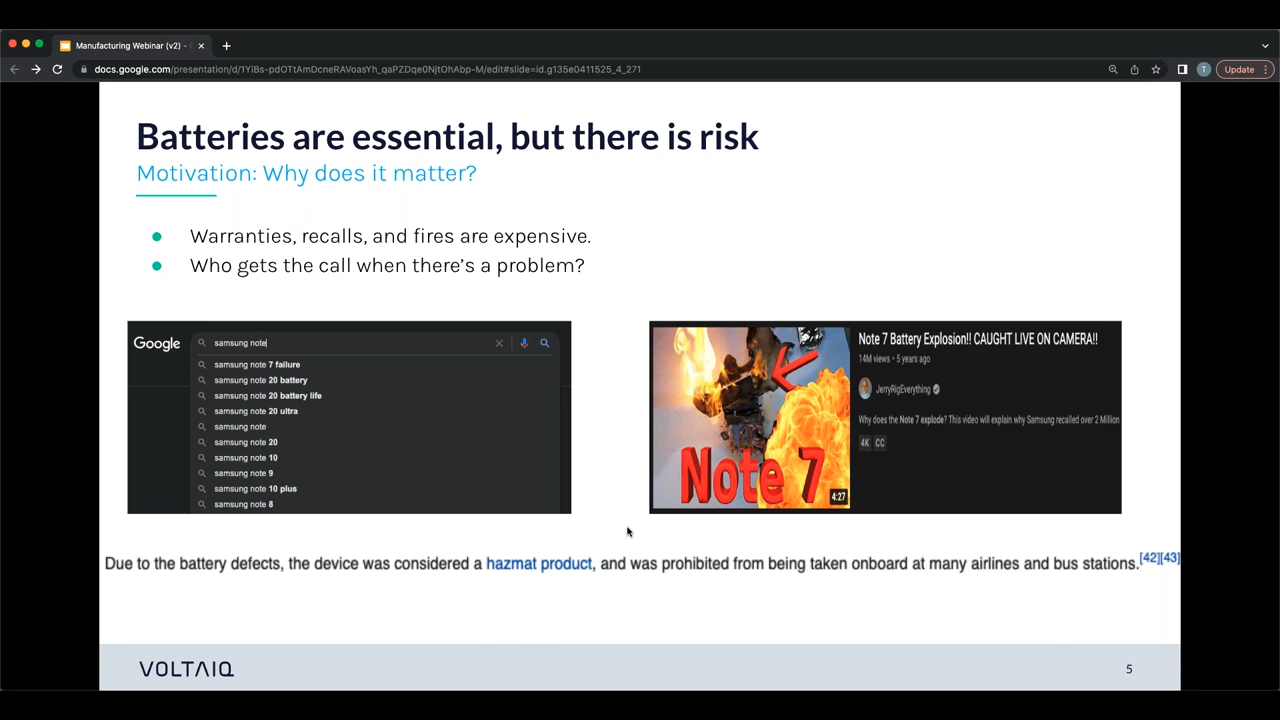 Manufacturing Webinar (v2) -
docs.google.com/presentation/d/1YiBs-pdOTtAmDcneRAVoasYh_qaPZDqe0NjtOhAbp-M/edit#slide=id.g135e0411525_4_271
T
Update
Batteries are essential, but there is risk
Motivation: Why does it matter?
Warranties, recalls, and fires are expensive.
Who gets the call when there's a problem?
Google
samsung note
samsung note 7 failure
samsung note 20 battery
samsung note 20 battery life
samsung note 20 ultra
samsung note
samsung note 20
samsung note 10
samsung note 9
samsung note 10 plus
samsung note 8
Note 7
4:27
Note 7 Battery Explosion!! CAUGHT LIVE ON CAMERA!!
14M views • 5 years ago
JerryRigEverything
Why does the Note 7 explode? This video will explain why Samsung recalled over 2 Million
4K CC
Due to the battery defects, the device was considered a hazmat product, and was prohibited from being taken onboard at many airlines and bus stations.[42][43]
VOLTAIQ
5